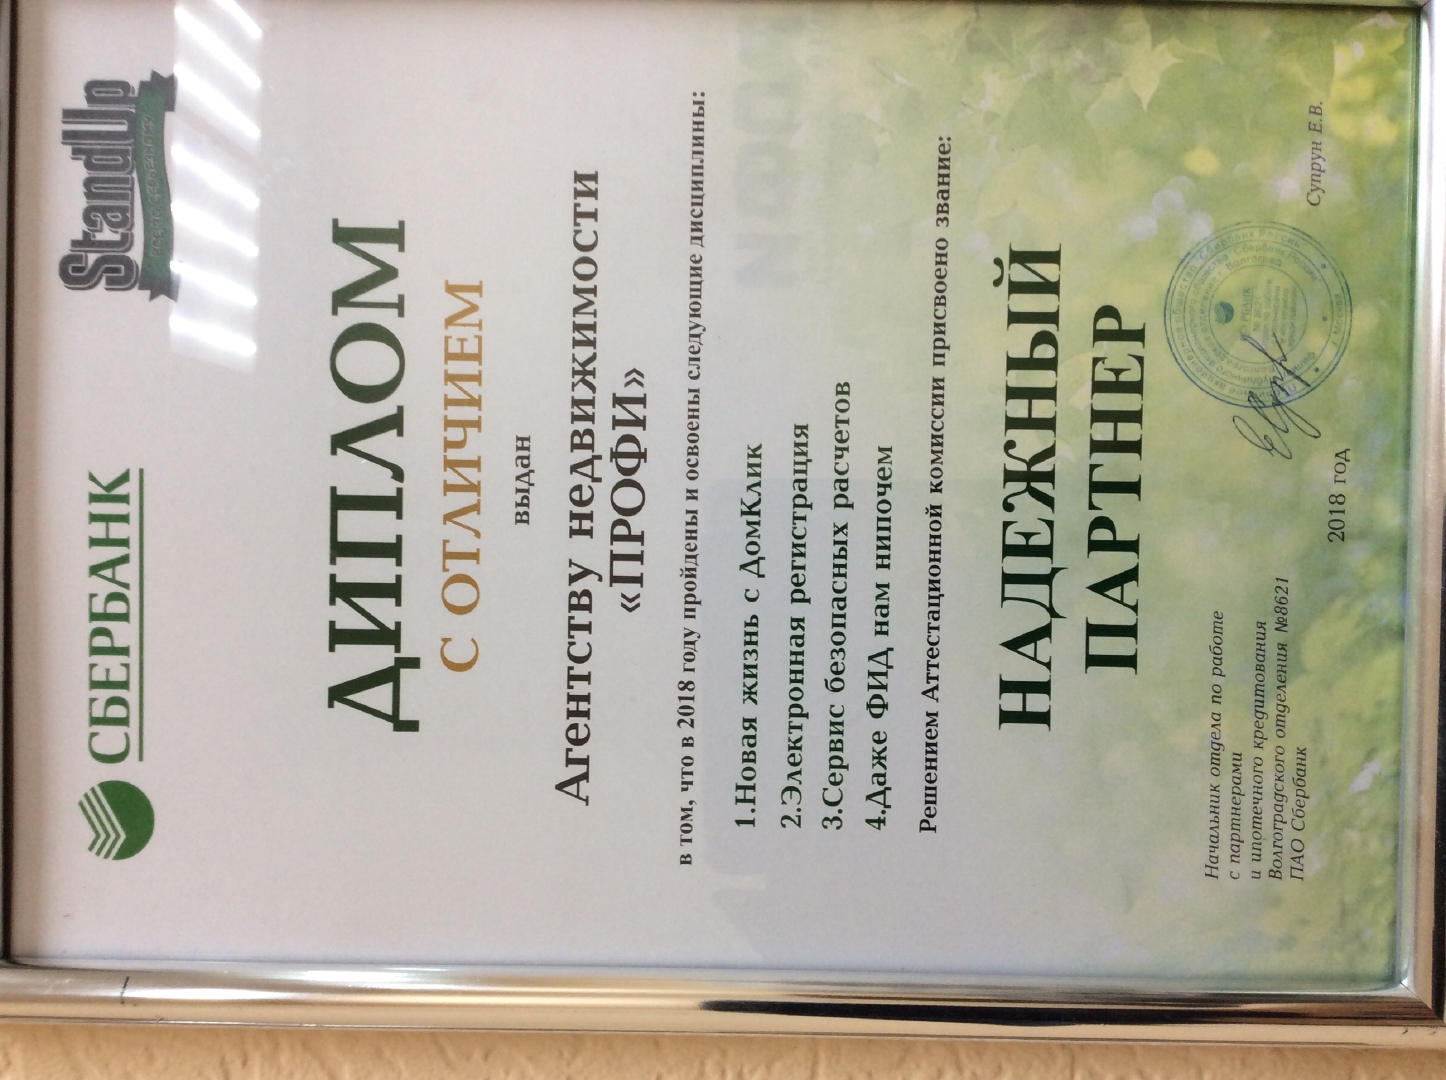 СБЕРБАНК
StandUp
ДИПЛОМ
С ОТЛИЧИЕМ
выдан
Агентству недвижимости
«ПРОФИ»
в том, что в 2018 году пройдены и освоены следующие дисциплины:
1.Новая жизнь с ДомКлик
2.Электронная регистрация
3.Сервис безопасных расчетов
4.Даже ФИД нам нипочем
Решением Аттестационной комиссии присвоено звание:
НАДЕЖНЫЙ
ПАРТНЕР
Начальник отдела по работе
с партнерами
и ипотечного кредитования
Волгоградского отделения №8621
ПАО Сбербанк
Супрун Е.В.
2018 год